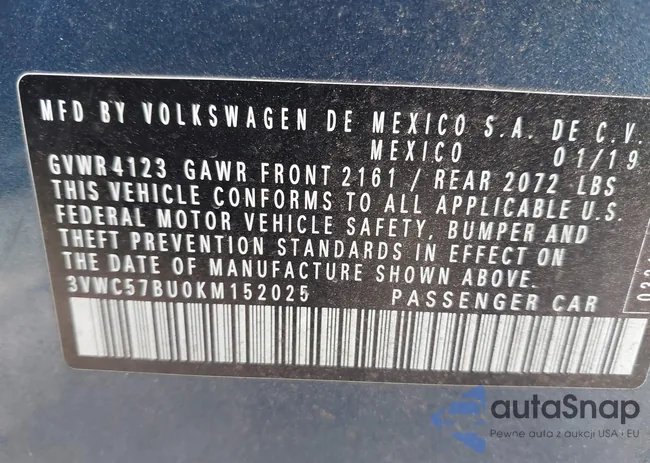 MFD BY VOLKSWAGEN DE MEXICO S.A. DE C.V.
MEXICO 01/19
GVWR 4123 GAWR FRONT 2161 / REAR 2072 LBS
THIS VEHICLE CONFORMS TO ALL APPLICABLE U.S.
FEDERAL MOTOR VEHICLE SAFETY, BUMPER AND
THEFT PREVENTION STANDARDS IN EFFECT ON
THE DATE OF MANUFACTURE SHOWN ABOVE.
3VWC57BU0KM152025 PASSENGER CAR
autaSnap
Pewne auta z aukcji USA i EU